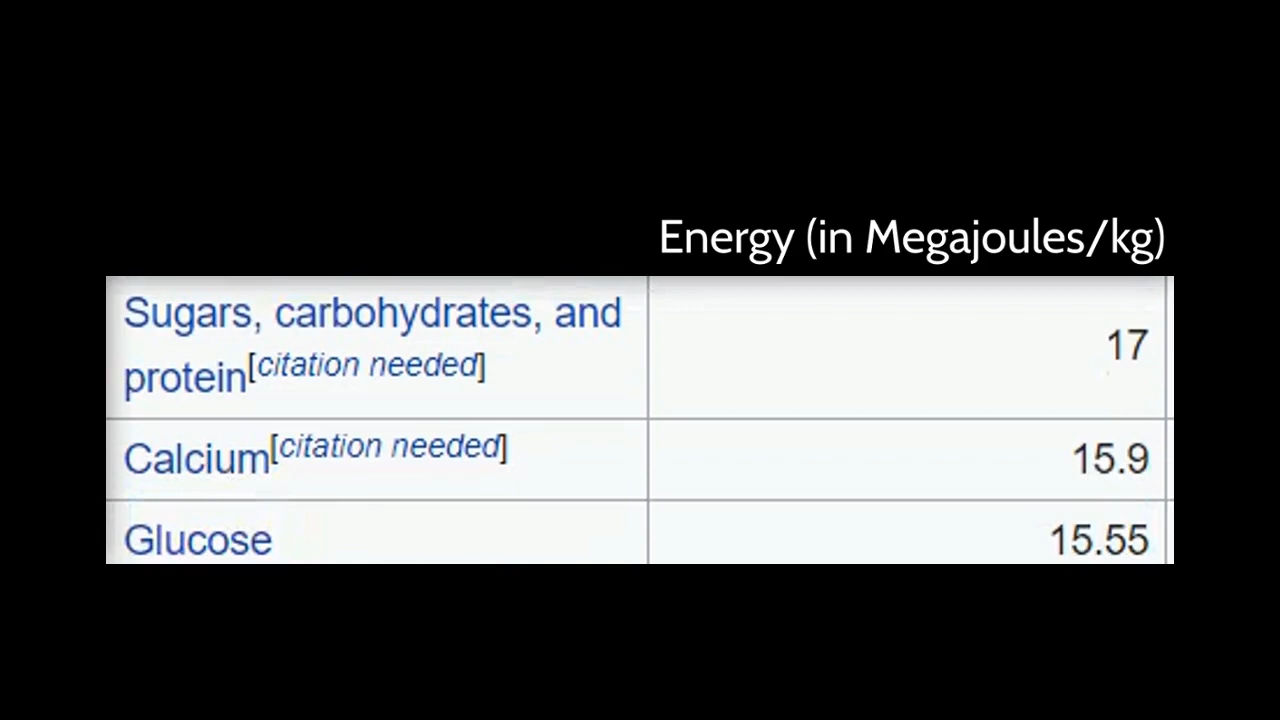 Energy (in Megajoules/kg)
Sugars, carbohydrates, and
protein[citation needed]
17
Calcium[citation needed]
15.9
Glucose
15.55